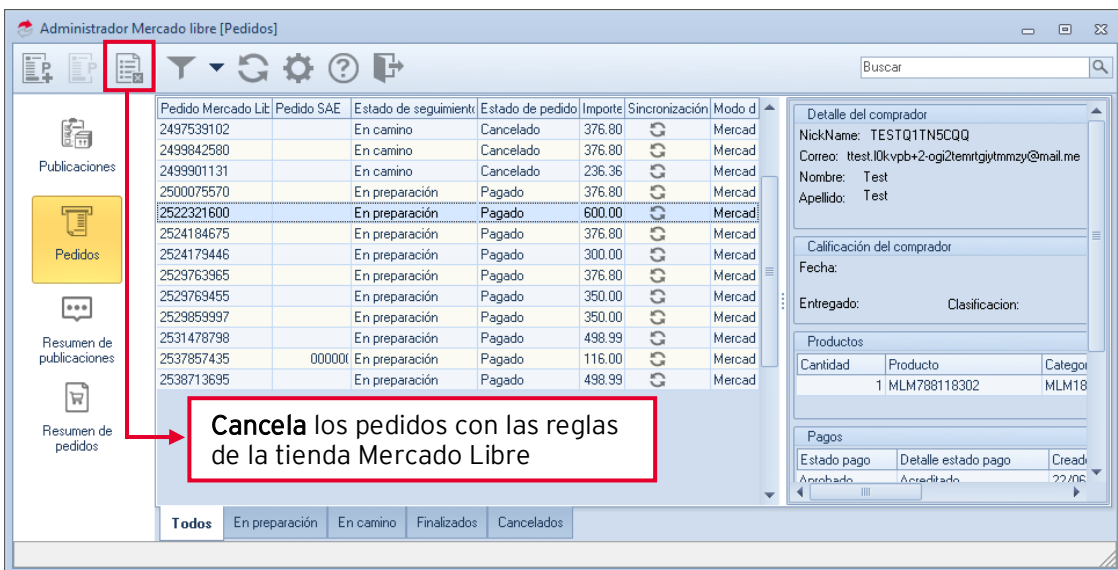 Administrador Mercado libre [Pedidos]
Buscar
Publicaciones
Pedidos
Resumen de
publicaciones
Resumen de
pedidos
Pedido Mercado Lib Pedido SAE Estado de seguimiento Estado de pedido Importe Sincronización Modo d
2497539102 En camino Cancelado 376.80 Mercad
2499842580 En camino Cancelado 376.80 Mercad
2499901131 En camino Cancelado 236.36 Mercad
2500075570 En preparación Pagado 376.80 Mercad
2522321600 En preparación Pagado 600.00 Mercad
2524184675 En preparación Pagado 376.80 Mercad
2524179446 En preparación Pagado 300.00 Mercad
2529763965 En preparación Pagado 376.80 Mercad
2529769455 En preparación Pagado 350.00 Mercad
2529859997 En preparación Pagado 350.00 Mercad
2531478798 En preparación Pagado 498.99 Mercad
2537857435 000000 En preparación Pagado 116.00 Mercad
2538713695 En preparación Pagado 498.99 Mercad
Cancela los pedidos con las reglas
de la tienda Mercado Libre
Todos En preparación En camino Finalizados Cancelados
Detalle del comprador
NickName: TESTQ1TN5CQQ
Correo: ttest.l0kvpb+2-ogi2temrtgiytmmzy@mail.me
Nombre: Test
Apellido: Test
Calificación del comprador
Fecha:
Entregado: Clasificacion:
Productos
Cantidad Producto Categor
1 MLM788118302 MLM18
Pagos
Estado pago Detalle estado pago Creado
Aprobado Acreditado 22/06